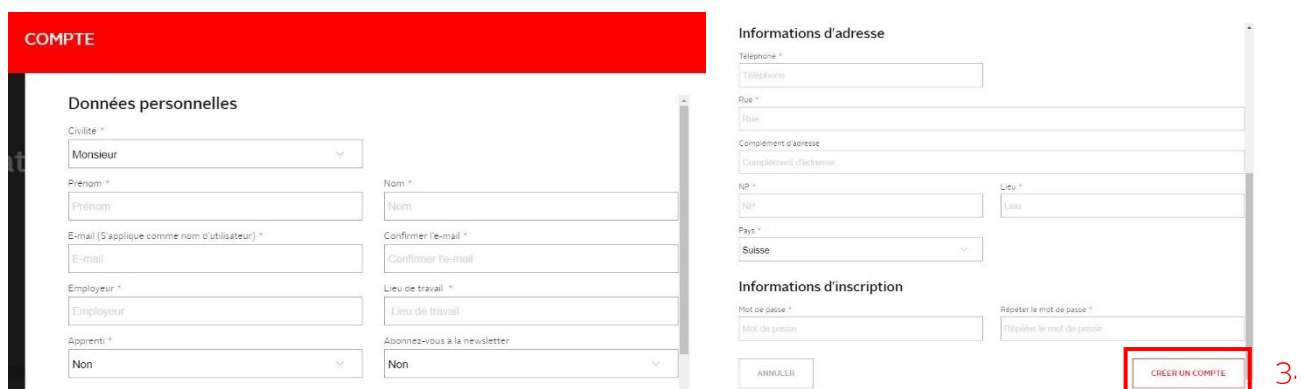 COMPTE
Données personnelles
Civilité *
Monsieur
Prénom * Nom *
Prénom Nom
E-mail (S'applique comme nom d'utilisateur) * Confirmer l'e-mail *
E-mail Confirmer l'e-mail
Employeur * Lieu de travail *
Employeur Lieu de travail
Apprenti * Abonnez-vous à la newsletter
Non Non
Informations d'adresse
Téléphone *
Téléphone
Rue *
Rue
Complément d'adresse
Complément d'adresse
NP * Lieu *
NP* Lieu
Pays *
Suisse
Informations d'inscription
Mot de passe * Répéter le mot de passe *
Mot de passe Répéter le mot de passe
ANNULER CRÉER UN COMPTE